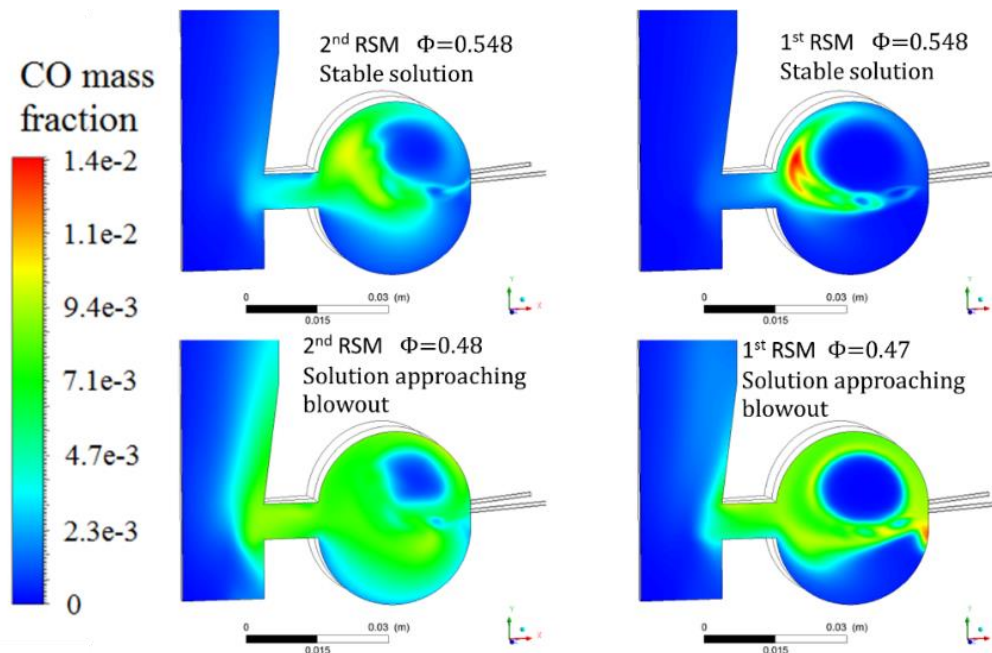 CO mass
fraction
1.4e-2
1.1e-2
9.4e-3
7.1e-3
4.7e-3
2.3e-3
0
2nd RSM Φ=0.548
Stable solution
0 0.03 (m)
0.015
Y
X
1st RSM Φ=0.548
Stable solution
0 0.03 (m)
0.015
Y
X
2nd RSM Φ=0.48
Solution approaching
blowout
0 0.03 (m)
0.015
Y
X
1st RSM Φ=0.47
Solution approaching
blowout
0 0.03 (m)
0.015
Y
X